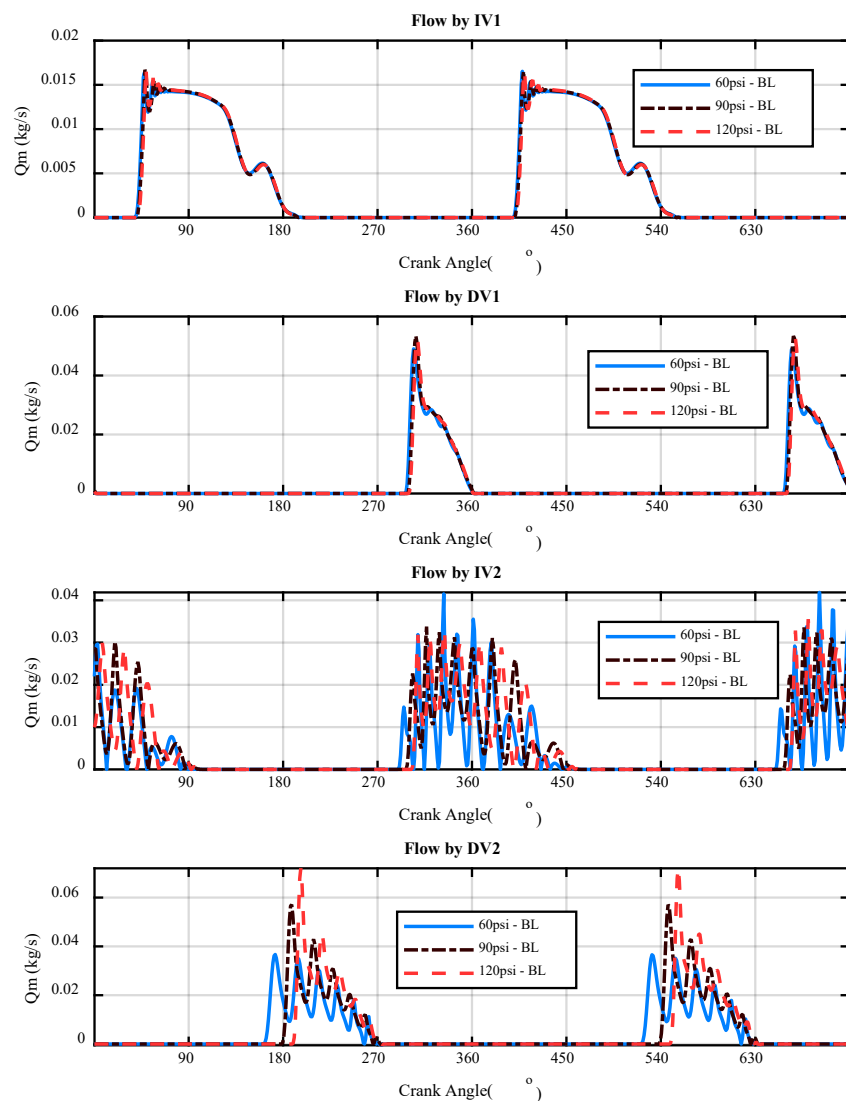 Flow by IV1
0.02
0.015
0.01
0.005
0
Qm (kg/s)
60psi - BL
90psi - BL
120psi - BL
90 180 270 360 450 540 630
Crank Angle( o )
Flow by DV1
0.06
0.04
0.02
0
Qm (kg/s)
60psi - BL
90psi - BL
120psi - BL
90 180 270 360 450 540 630
Crank Angle( o )
Flow by IV2
0.04
0.03
0.02
0.01
0
Qm (kg/s)
60psi - BL
90psi - BL
120psi - BL
90 180 270 360 450 540 630
Crank Angle( o )
Flow by DV2
0.06
0.04
0.02
0
Qm (kg/s)
60psi - BL
90psi - BL
120psi - BL
90 180 270 360 450 540 630
Crank Angle( o )